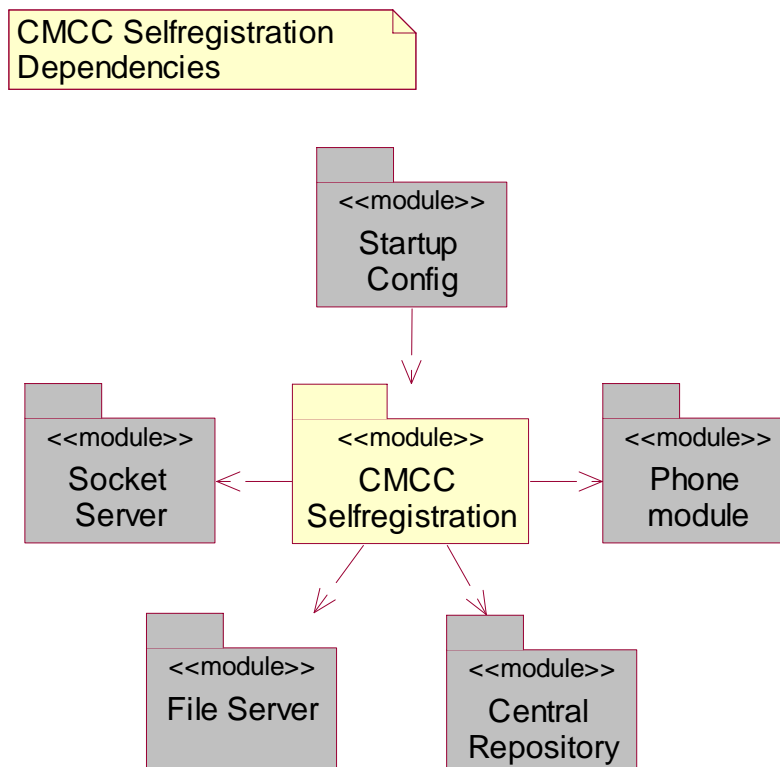 CMCC Selfregistration
Dependencies
<<module>>
Startup
Config
<<module>>
Socket
Server
<<module>>
CMCC
Selfregistration
<<module>>
Phone
module
<<module>>
File Server
<<module>>
Central
Repository